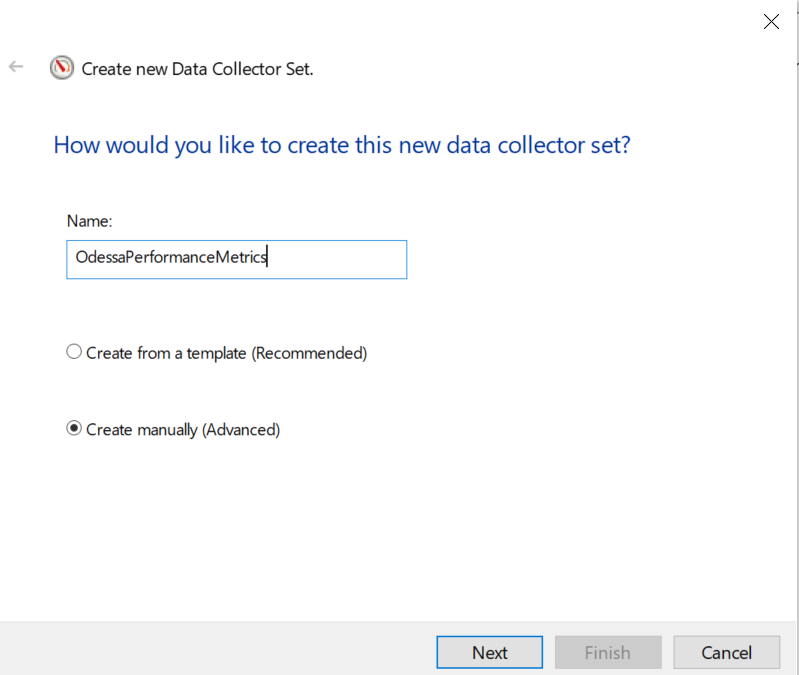 Create new Data Collector Set.
How would you like to create this new data collector set?
Name:
OdessaPerformanceMetrics
Create from a template (Recommended)
Create manually (Advanced)
Next
Finish
Cancel